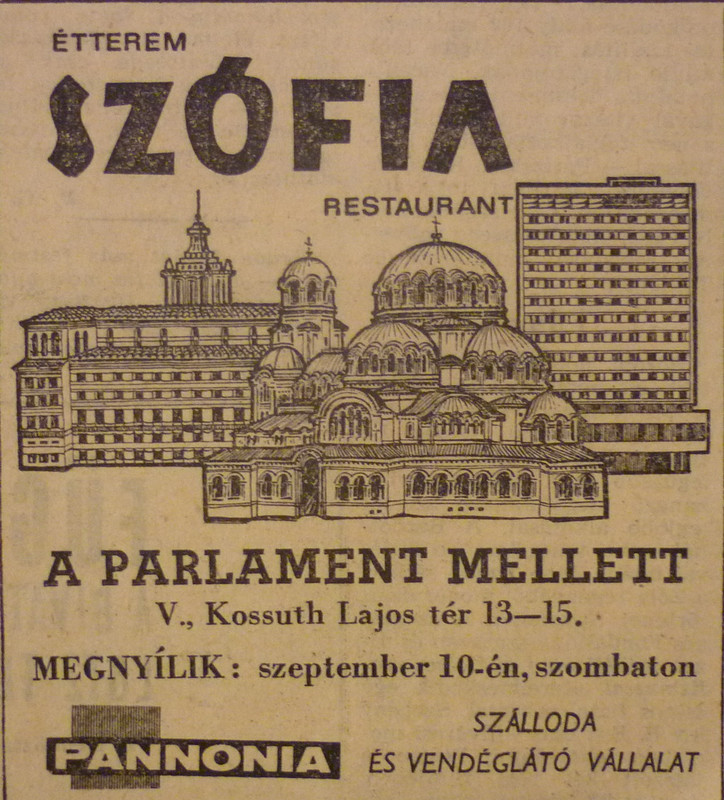 ÉTTEREM
SZÓFIA
RESTAURANT
A PARLAMENT MELLETT
V., Kossuth Lajos tér 13—15.
MEGNYÍLIK: szeptember 10-én, szombaton
PANNONIA
SZÁLLODA
ÉS VENDÉGLÁTÓ VÁLLALAT